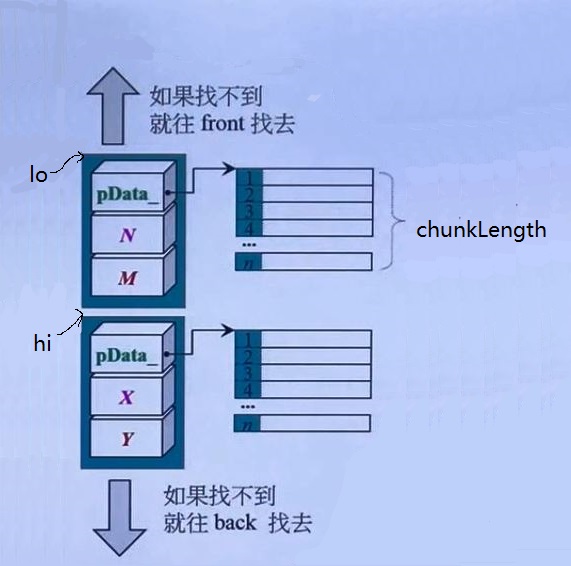 如果找不到
就往 front 找去
lo
pData_
N
M
1
2
3
4
...
n
chunkLength
hi
pData_
X
Y
1
2
3
4
...
n
如果找不到
就往 back 找去